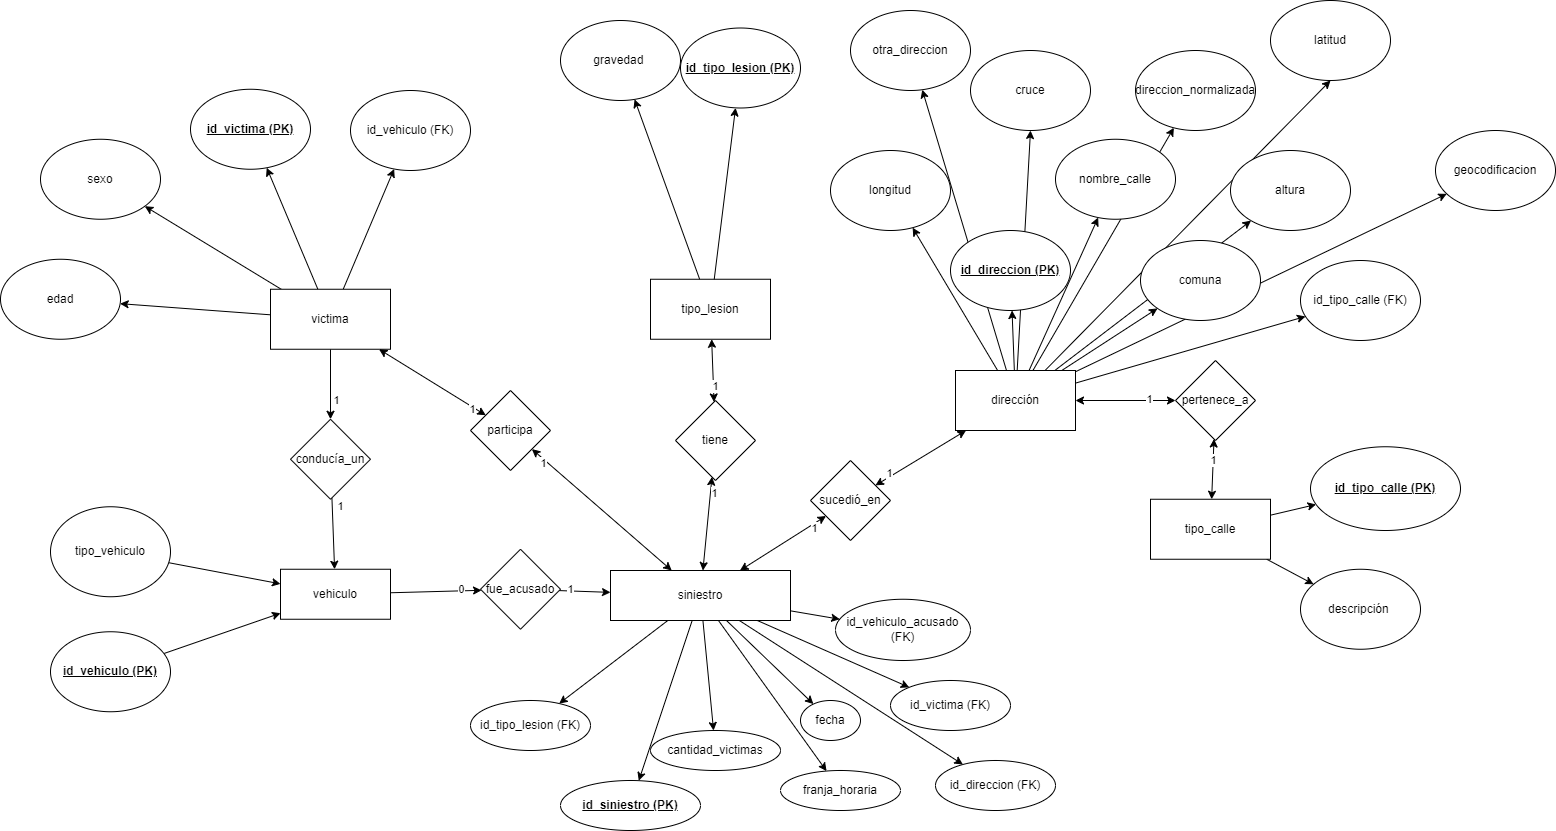 latitud
otra_direccion
gravedad
id_tipo_lesion (PK)
cruce
direccion_normalizada
id_victima (PK)
id_vehiculo (FK)
geocodificacion
sexo
nombre_calle
longitud
altura
id_direccion (PK)
comuna
edad
id_tipo_calle (FK)
tipo_lesion
victima
1
1
1
dirección
1
pertenece_a
participa
tiene
conducía_un
1
1
1
id_tipo_calle (PK)
1
1
sucedió_en
1
tipo_calle
tipo_vehiculo
vehiculo
0
fue_acusado
1
siniestro
descripción
id_vehiculo_acusado
(FK)
id_vehiculo (PK)
id_victima (FK)
id_tipo_lesion (FK)
fecha
cantidad_victimas
id_direccion (FK)
franja_horaria
id_siniestro (PK)